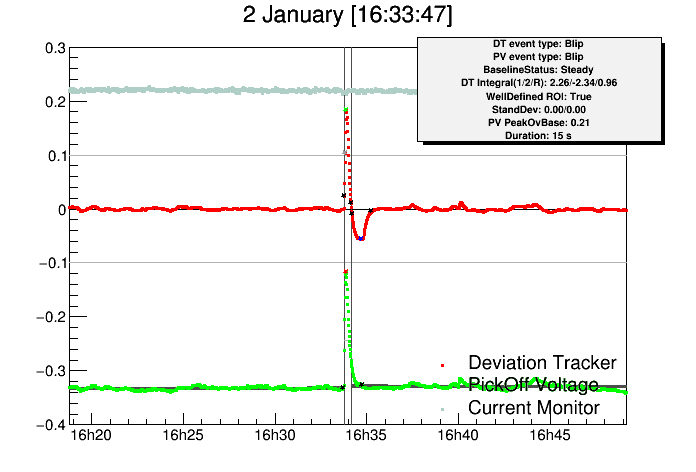 2 January [16:33:47]
DT event type: Blip
PV event type: Blip
BaselineStatus: Steady
DT Integral(1/2/R): 2.26/-2.34/0.96
WellDefined ROI: True
StandDev: 0.00/0.00
PV PeakOvBase: 0.21
Duration: 15 s
0.3
0.2
0.1
0
−0.1
−0.2
−0.3
−0.4
Deviation Tracker
PickOff Voltage
Current Monitor
16h20 16h25 16h30 16h35 16h40 16h45